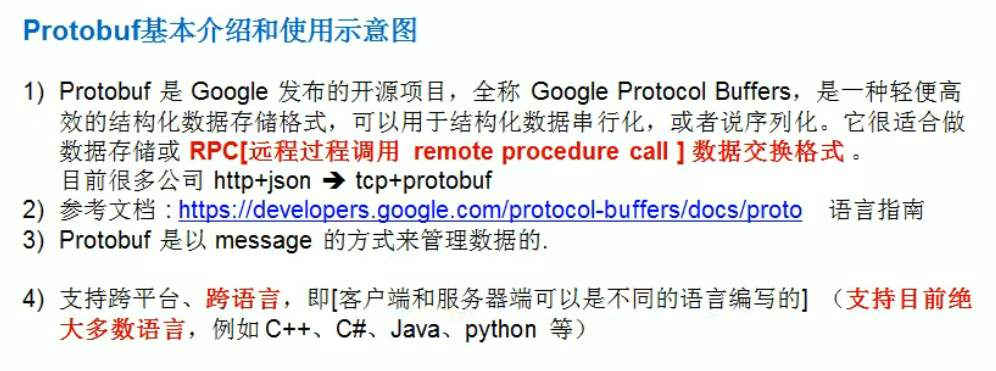 Protobuf基本介绍和使用示意图
1) Protobuf 是 Google 发布的开源项目，全称 Google Protocol Buffers，是一种轻便高
效的结构化数据存储格式，可以用于结构化数据串行化，或者说序列化。它很适合做
数据存储或 RPC[远程过程调用 remote procedure call ] 数据交换格式 。
目前很多公司 http+json ➔ tcp+protobuf
2) 参考文档 : https://developers.google.com/protocol-buffers/docs/proto 语言指南
3) Protobuf 是以 message 的方式来管理数据的.
4) 支持跨平台、跨语言，即[客户端和服务器端可以是不同的语言编写的] （支持目前绝
大多数语言，例如 C++、C#、Java、python 等）